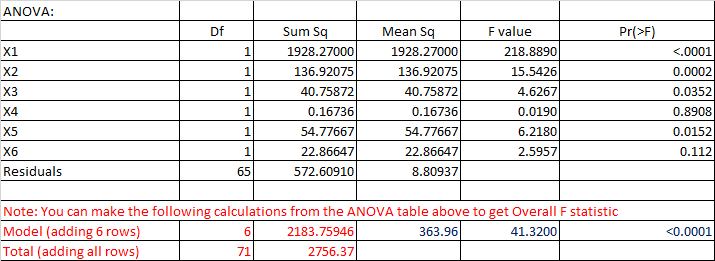 ANOVA:
Df Sum Sq Mean Sq F value Pr(>F)
X1 1 1928.27000 1928.27000 218.8890 <.0001
X2 1 136.92075 136.92075 15.5426 0.0002
X3 1 40.75872 40.75872 4.6267 0.0352
X4 1 0.16736 0.16736 0.0190 0.8908
X5 1 54.77667 54.77667 6.2180 0.0152
X6 1 22.86647 22.86647 2.5957 0.112
Residuals 65 572.60910 8.80937
Note: You can make the following calculations from the ANOVA table above to get Overall F statistic
Model (adding 6 rows) 6 2183.75946 363.96 41.3200 <0.0001
Total (adding all rows) 71 2756.37